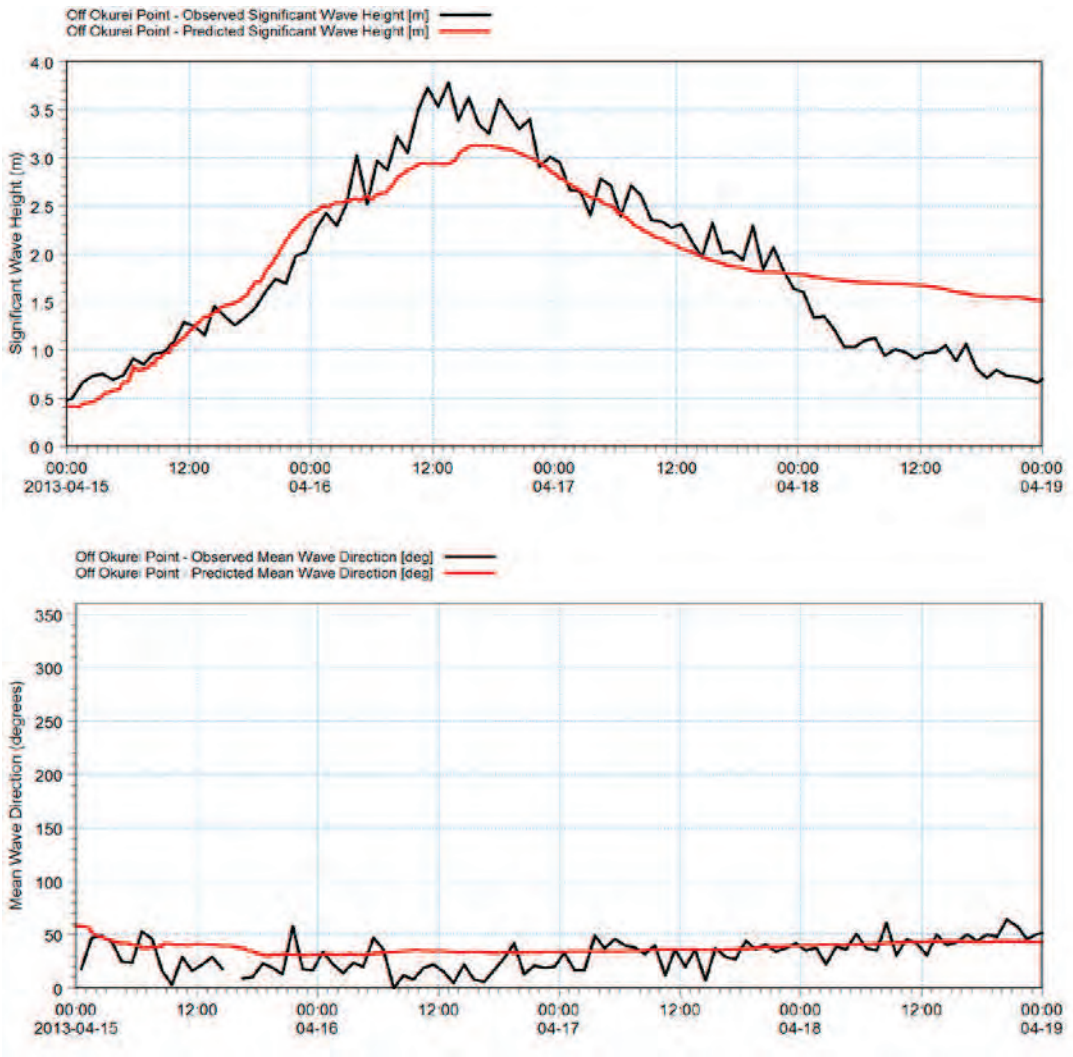 Off Okurei Point - Observed Significant Wave Height [m]
Off Okurei Point - Predicted Significant Wave Height [m]
4.0
3.5
3.0
2.5
2.0
1.5
1.0
0.5
0.0
Significant Wave Height (m)
00:00 12:00 00:00 12:00 00:00 12:00 00:00 12:00 00:00
2013-04-15 04-16 04-17 04-18 04-19
Off Okurei Point - Observed Mean Wave Direction [deg]
Off Okurei Point - Predicted Mean Wave Direction [deg]
350
300
250
200
150
100
50
0
Mean Wave Direction (degrees)
00:00 12:00 00:00 12:00 00:00 12:00 00:00 12:00 00:00
2013-04-15 04-16 04-17 04-18 04-19